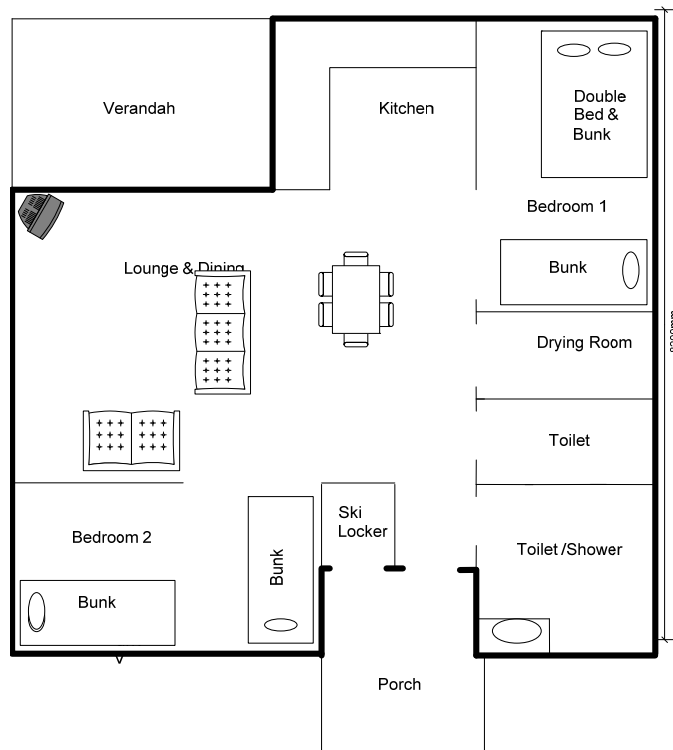 Verandah
Kitchen
Double
Bed &
Bunk
Bedroom 1
Lounge & Dining
Bunk
Drying Room
Toilet
Ski
Locker
Bedroom 2
Toilet /Shower
Bunk
Bunk
Porch